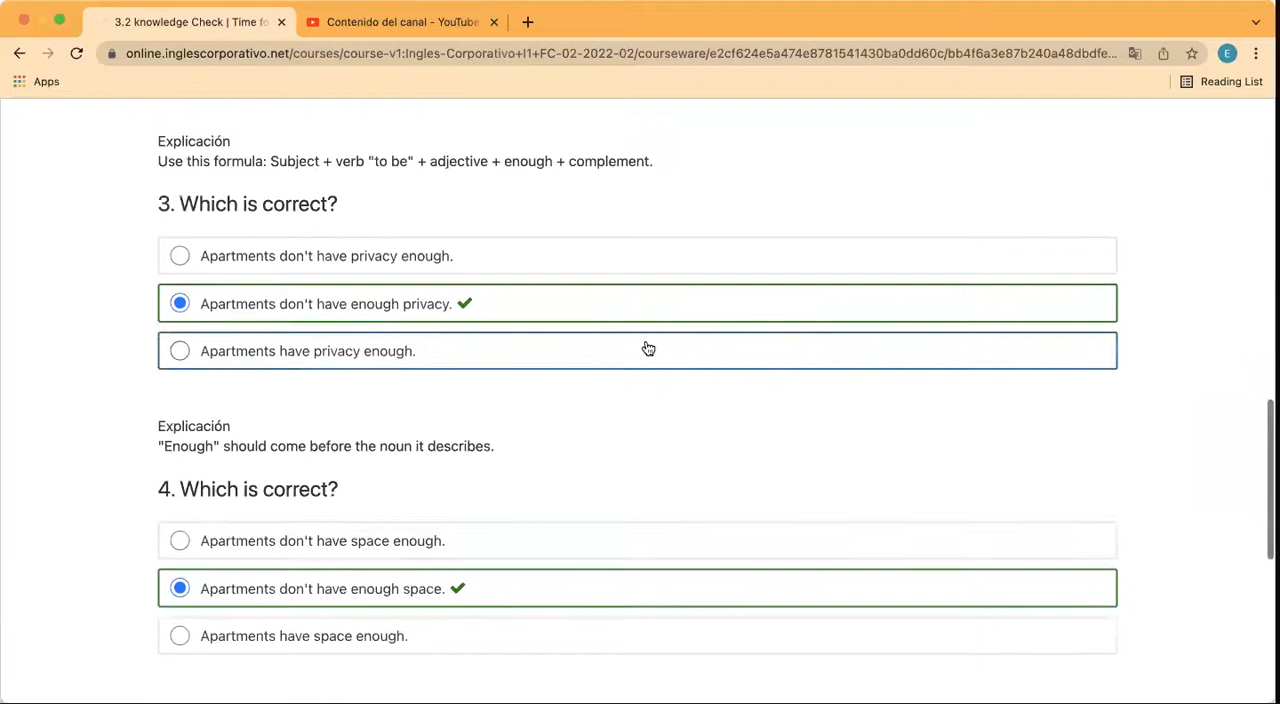 3.2 knowledge Check | Time fo
Contenido del canal - YouTube
online.inglescorporativo.net/courses/course-v1:Ingles-Corporativo+I1+FC-02-2022-02/courseware/e2cf624e5a474e8781541430ba0dd60c/bb4f6a3e87b240a48dbdfe...
E
Apps
Reading List
Explicación
Use this formula: Subject + verb "to be" + adjective + enough + complement.
3. Which is correct?
Apartments don't have privacy enough.
Apartments don't have enough privacy.
Apartments have privacy enough.
Explicación
"Enough" should come before the noun it describes.
4. Which is correct?
Apartments don't have space enough.
Apartments don't have enough space.
Apartments have space enough.